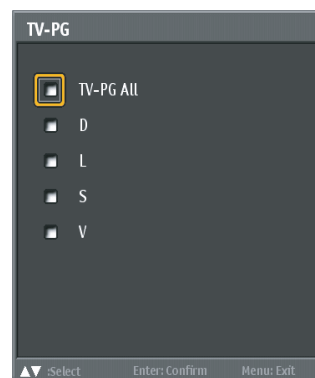 TV-PG
TV-PG All
D
L
S
V
▲▼ :Select Enter: Confirm Menu: Exit